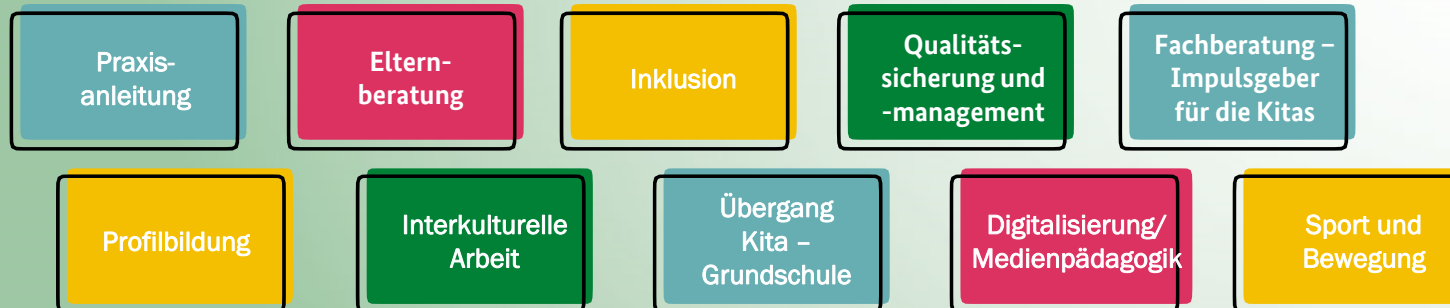 Praxis-
anleitung
Eltern-
beratung
Inklusion
Qualitäts-
sicherung und
-management
Fachberatung –
Impulsgeber
für die Kitas
Profilbildung
Interkulturelle
Arbeit
Übergang
Kita –
Grundschule
Digitalisierung/
Medienpädagogik
Sport und
Bewegung